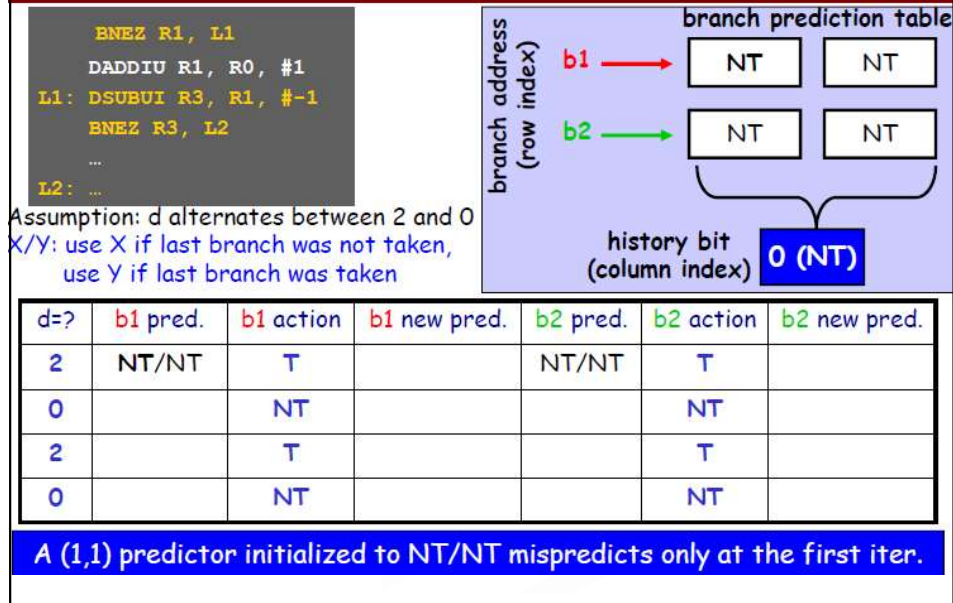 BNEZ R1, L1
DADDIU R1, R0, #1
L1: DSUBUI R3, R1, #-1
BNEZ R3, L2
…
L2: …
Assumption: d alternates between 2 and 0
X/Y: use X if last branch was not taken,
use Y if last branch was taken
branch prediction table
branch address
(row index)
b1 NT NT
b2 NT NT
history bit
(column index)
0 (NT)
d=? b1 pred. b1 action b1 new pred. b2 pred. b2 action b2 new pred.
2 NT/NT T NT/NT T
0 NT NT
2 T T
0 NT NT
A (1,1) predictor initialized to NT/NT mispredicts only at the first iter.